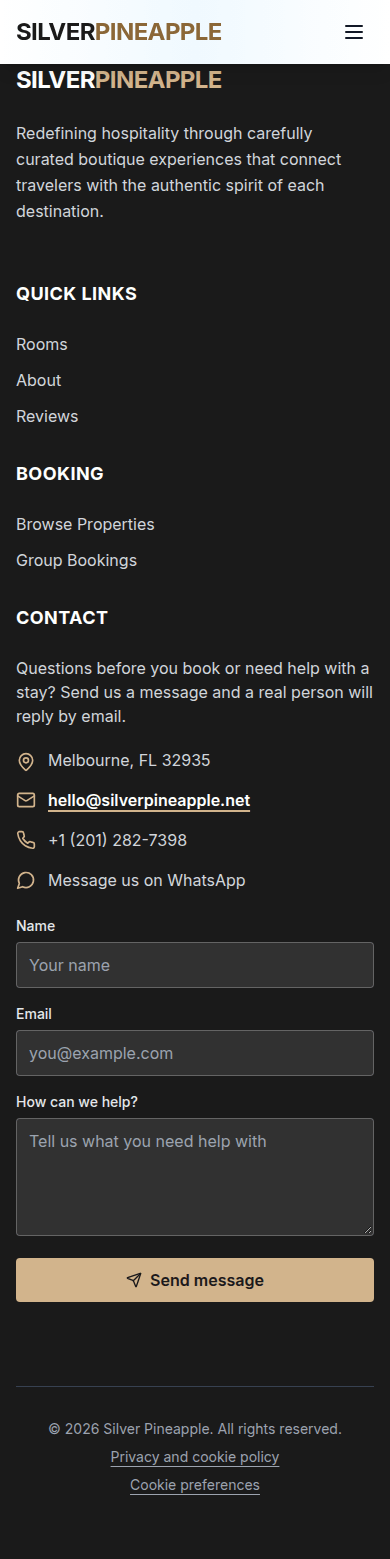 SILVERPINEAPPLE
SILVERPINEAPPLE
Redefining hospitality through carefully
curated boutique experiences that connect
travelers with the authentic spirit of each
destination.
QUICK LINKS
Rooms
About
Reviews
BOOKING
Browse Properties
Group Bookings
CONTACT
Questions before you book or need help with a
stay? Send us a message and a real person will
reply by email.
Melbourne, FL 32935
hello@silverpineapple.net
+1 (201) 282-7398
Message us on WhatsApp
Name
Your name
Email
you@example.com
How can we help?
Tell us what you need help with
Send message
© 2026 Silver Pineapple. All rights reserved.
Privacy and cookie policy
Cookie preferences